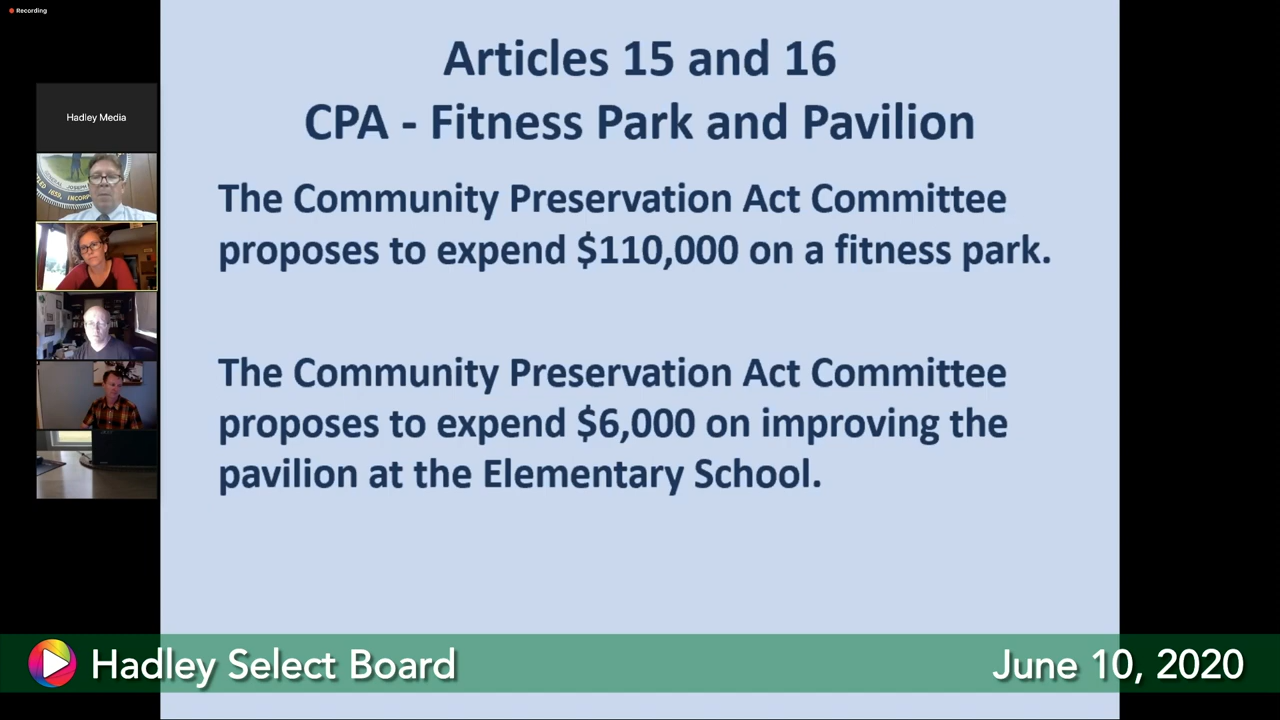 Recording
Articles 15 and 16
CPA - Fitness Park and Pavilion
Hadley Media
The Community Preservation Act Committee
proposes to expend $110,000 on a fitness park.
The Community Preservation Act Committee
proposes to expend $6,000 on improving the
pavilion at the Elementary School.
Hadley Select Board
June 10, 2020